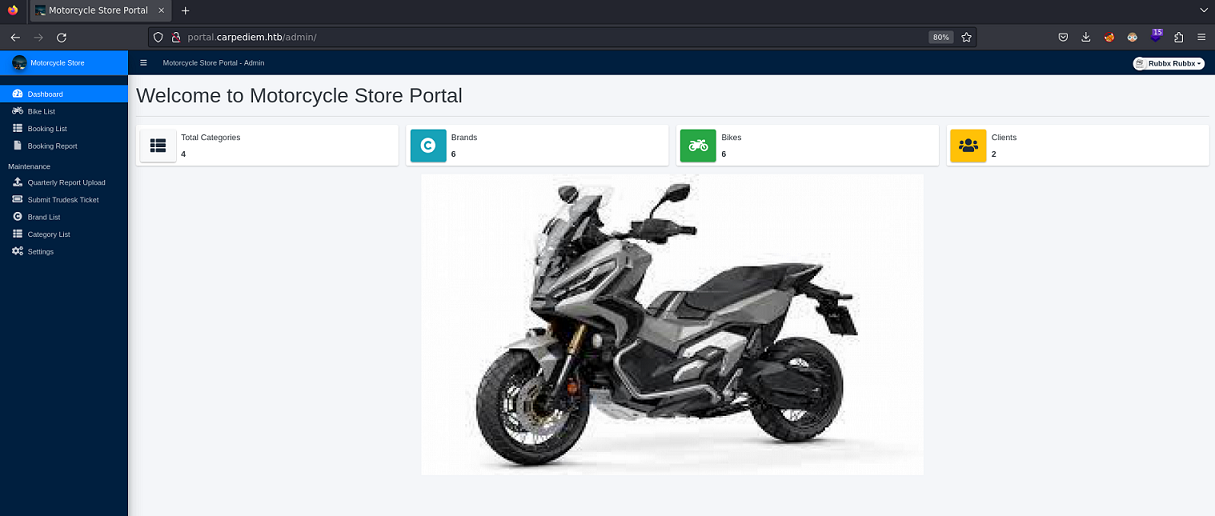 Motorcycle Store Portal
portal.carpediem.htb/admin/
80%
15
Motorcycle Store
Motorcycle Store Portal - Admin
Rubbx Rubbx
Dashboard
Bike List
Booking List
Booking Report
Maintenance
Quarterly Report Upload
Submit Trudesk Ticket
Brand List
Category List
Settings
Welcome to Motorcycle Store Portal
Total Categories
4
Brands
6
Bikes
6
Clients
2